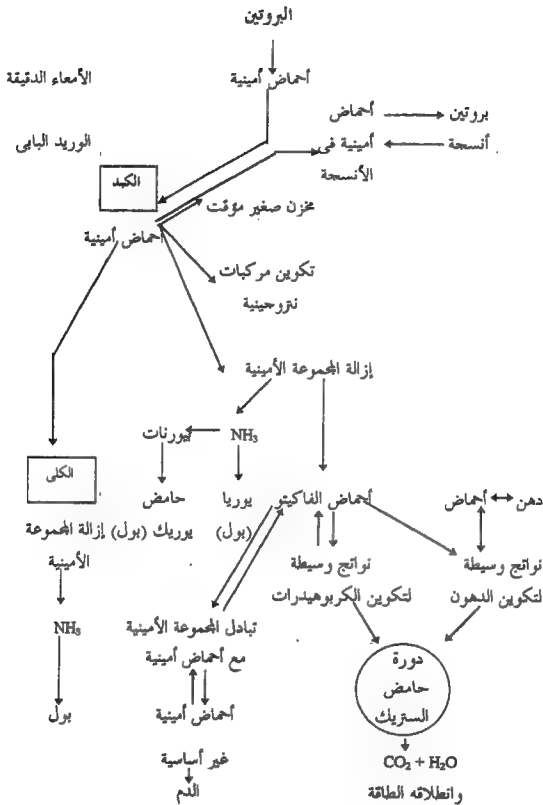 البروتين
أحماض أمينية
الأمعاء الدقيقة
أحماض
بروتين
أمينية فى
أنسجة
الأنسجة
الوريد البابى
الكبد
مخزن صغير مؤقت
أحماض أمينية
تكوين مركبات
نتروجينية
إزالة المجموعة الأمينية
NH₃
بيورنات
الكلى
حامض
يوريا
أحماض الفاكيتو
أحماض
دهن
إزالة المجموعة
يوريك (بول)
(بول)
الأمينية
نواتج وسيطة
نواتج وسيطة
لتكوين الكربوهيدرات
لتكوين الدهون
NH₃
تبادل المجموعة الأمينية
مع أحماض أمينية
دورة
حامض
الستريك
بول
أحماض أمينية
غير أساسية
الدم
CO₂ + H₂O
وانطلاقه الطاقة